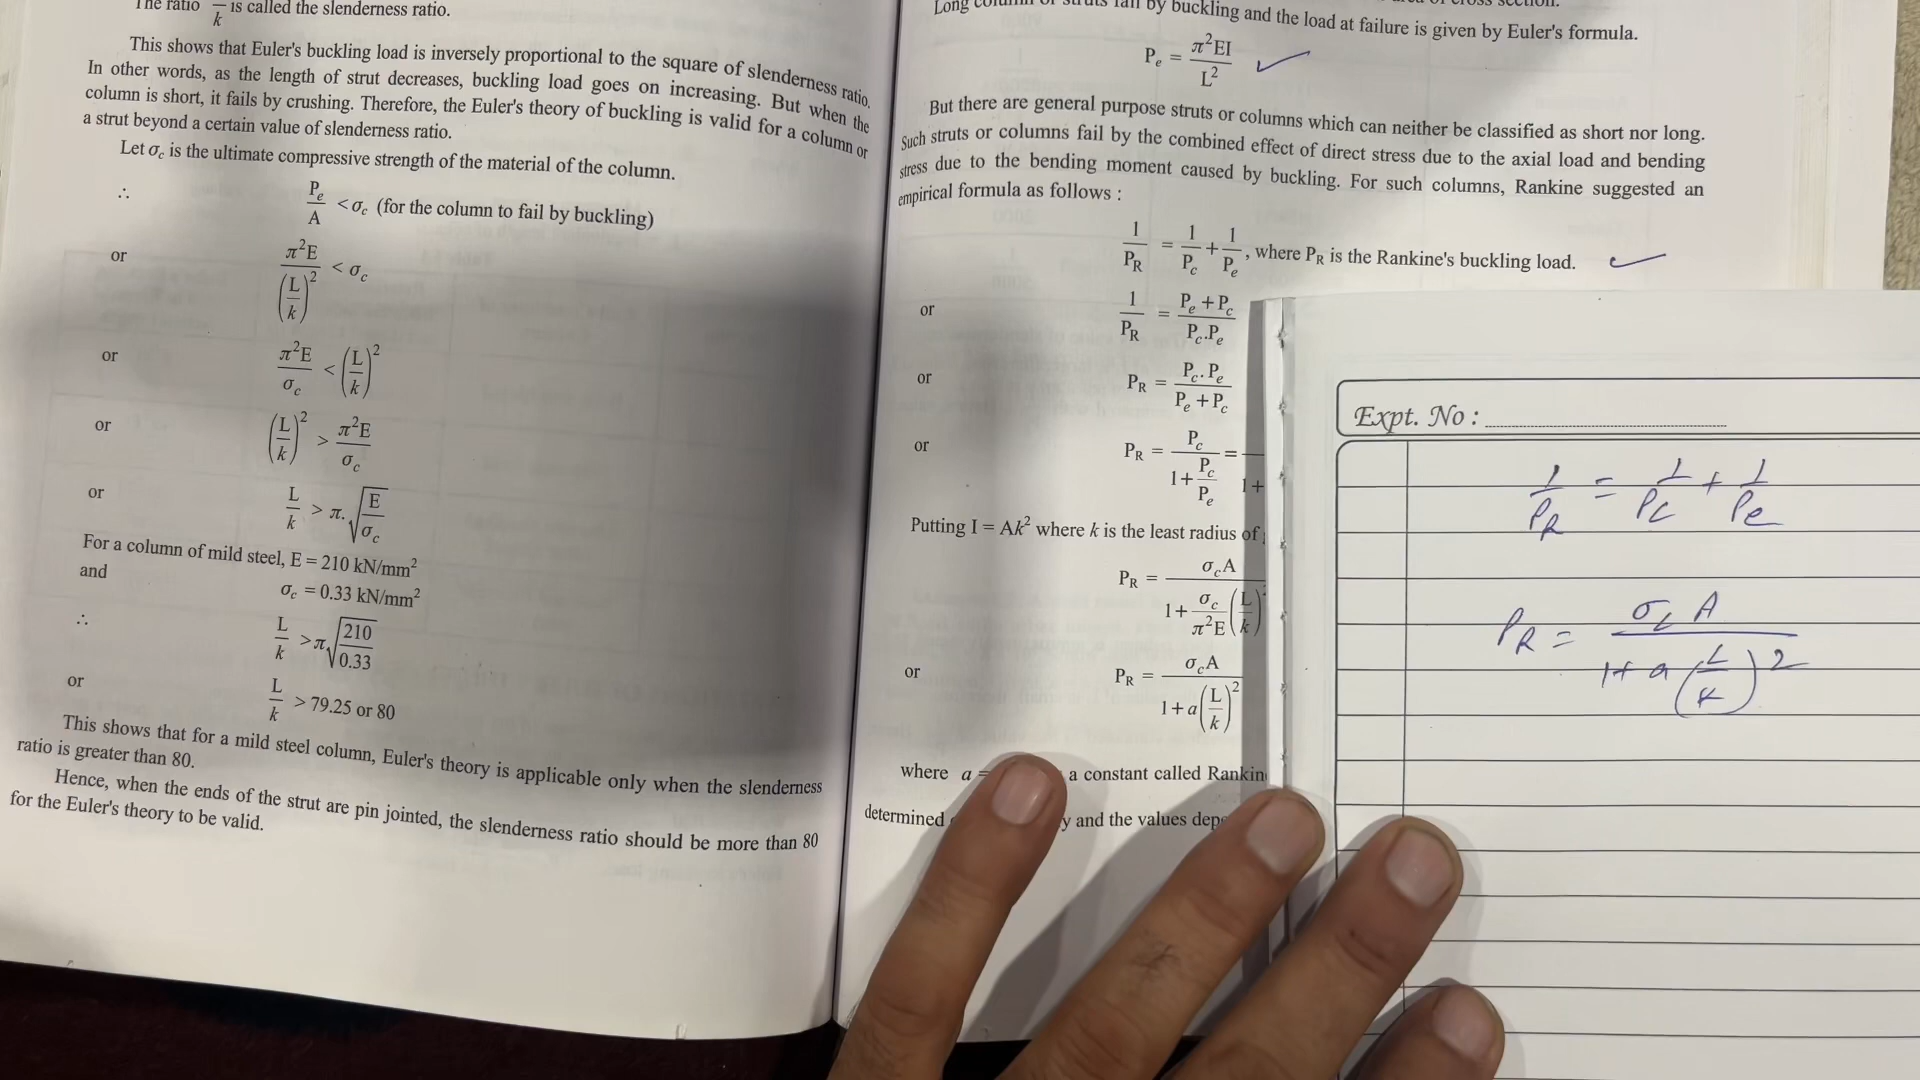 The ratio L/k is called the slenderness ratio.
This shows that Euler's buckling load is inversely proportional to the square of slenderness ratio.
In other words, as the length of strut decreases, buckling load goes on increasing. But when the
column is short, it fails by crushing. Therefore, the Euler's theory of buckling is valid for a column or
a strut beyond a certain value of slenderness ratio.
Let σc is the ultimate compressive strength of the material of the column.
∴ Pe/A < σc (for the column to fail by buckling)
or π²E/(L/k)² < σc
or π²E/σc < (L/k)²
or (L/k)² > π²E/σc
or L/k > π.√(E/σc)
For a column of mild steel, E = 210 kN/mm²
and σc = 0.33 kN/mm²
∴ L/k > π√(210/0.33)
or L/k > 79.25 or 80
This shows that for a mild steel column, Euler's theory is applicable only when the slenderness
ratio is greater than 80.
Hence, when the ends of the strut are pin jointed, the slenderness ratio should be more than 80
for the Euler's theory to be valid.
Long column or struts fail by buckling and the load at failure is given by Euler's formula.
Pe = π²EI/L²
But there are general purpose struts or columns which can neither be classified as short nor long.
Such struts or columns fail by the combined effect of direct stress due to the axial load and bending
stress due to the bending moment caused by buckling. For such columns, Rankine suggested an
empirical formula as follows :
1/PR = 1/Pc + 1/Pe, where PR is the Rankine's buckling load.
or 1/PR = (Pe + Pc)/(Pc.Pe)
or PR = (Pc.Pe)/(Pe + Pc)
or PR = Pc/(1 + Pc/Pe) = 1+
Putting I = Ak² where k is the least radius of
PR = σcA/(1 + σc/π²E (L/k)²
or PR = σcA/(1 + a(L/k)²)
where a = a constant called Rankin
determined y and the values dep
Expt. No :
1/PR = 1/Pc + 1/Pe
PR = σc A/(1 + a(L/k)²)